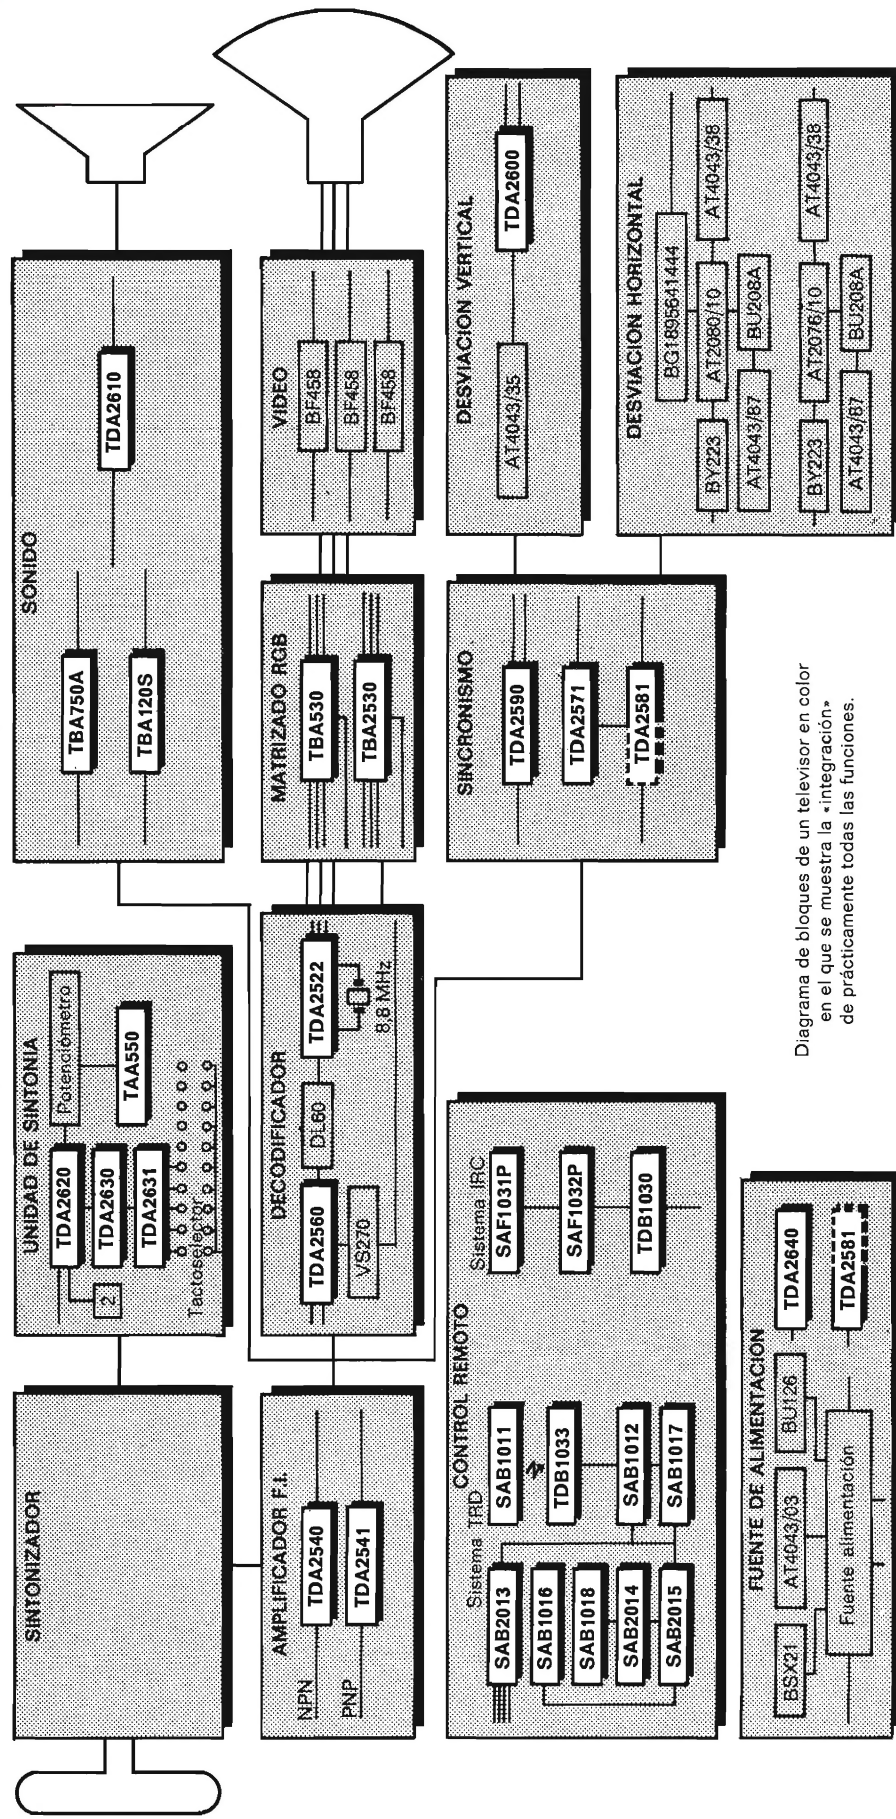 SINTONIZADOR
UNIDAD DE SINTONIA
TDA2620
Potenciómetro
TDA2630
TAA550
TDA2631
2
Tactoselector
SONIDO
TBA750A
TBA120S
TDA2610
AMPLIFICADOR F.I.
NPN
TDA2540
PNP
TDA2541
DECODIFICADOR
TDA2560
DL60
TDA2522
VS270
8,8 MHz
MATRIZADO RGB
TBA530
TBA2530
VIDEO
BF458
BF458
BF458
CONTROL REMOTO
Sistema TRD
SAB2013
SAB1011
SAB1016
TDB1033
SAB1018
SAB2014
SAB1012
SAB2015
SAB1017
Sistema IRC
SAF1031P
SAF1032P
TDB1030
SINCRONISMO
TDA2590
TDA2571
TDA2581
DESVIACION VERTICAL
AT4043/35
TDA2600
FUENTE DE ALIMENTACION
BSX21
AT4043/03
BU126
TDA2640
Fuente alimentación
TDA2581
DESVIACION HORIZONTAL
BG1895641444
BY223
AT2080/10
AT4043/38
AT4043/87
BU208A
BY223
AT2076/10
AT4043/38
AT4043/87
BU208A
Diagrama de bloques de un televisor en color
en el que se muestra la «integración»
de prácticamente todas las funciones.